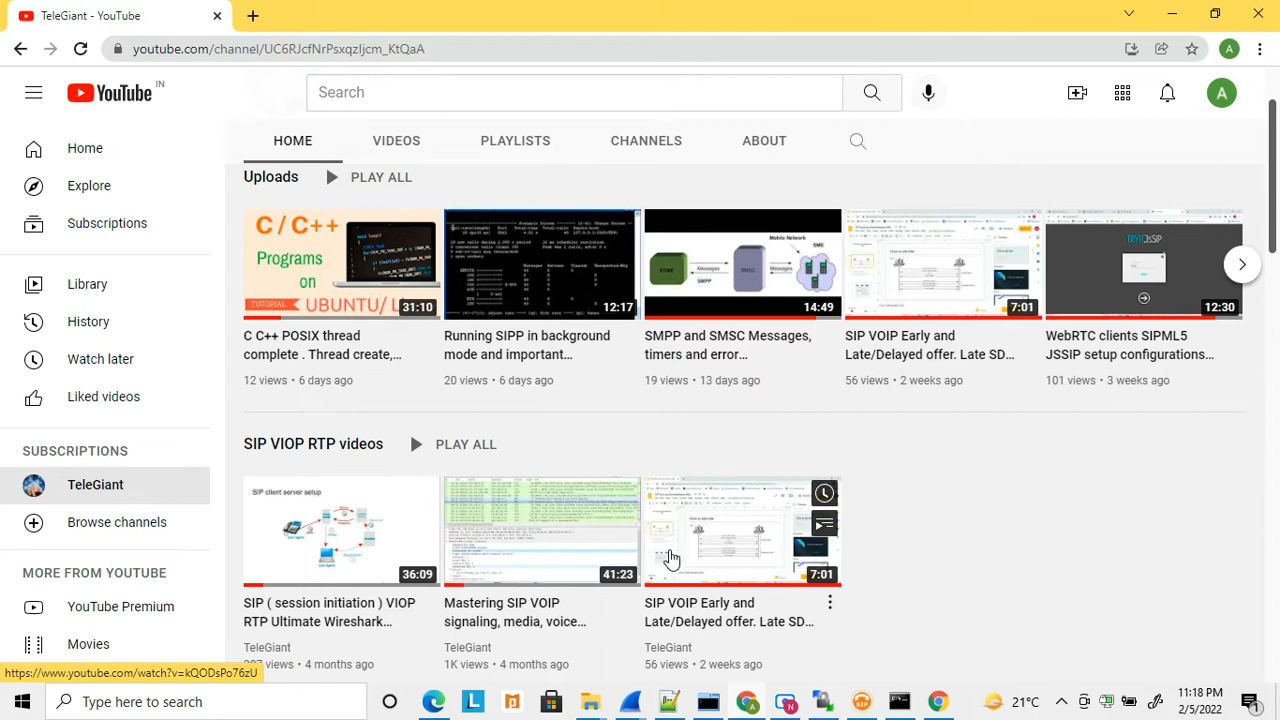 TeleGiant - YouTube
youtube.com/channel/UC6RJcfNrPsxqzIjcm_KtQaA
A
YouTube IN
Search
A
HOME VIDEOS PLAYLISTS CHANNELS ABOUT
Home
Explore
Subscriptions
Library
History
Watch later
Liked videos
SUBSCRIPTIONS
TeleGiant
Browse channels
MORE FROM YOUTUBE
YouTube Premium
Movies
Uploads PLAY ALL
C/ C++
Programs
on
TUTORIAL UBUNTU/
31:10
12:17
Messages
Messages
SMSC
Mobile Network
SME
14:49
7:01
12:30
C C++ POSIX thread
complete . Thread create,...
12 views • 6 days ago
Running SIPP in background
mode and important...
20 views • 6 days ago
SMPP and SMSC Messages,
timers and error...
19 views • 13 days ago
SIP VOIP Early and
Late/Delayed offer. Late SD...
56 views • 2 weeks ago
WebRTC clients SIPML5
JSSIP setup configurations...
101 views • 3 weeks ago
SIP VIOP RTP videos PLAY ALL
SIP client server setup
36:09
41:23
7:01
SIP ( session initiation ) VIOP
RTP Ultimate Wireshark...
TeleGiant
views • 4 months ago
Mastering SIP VOIP
signaling, media, voice...
TeleGiant
1K views • 4 months ago
SIP VOIP Early and
Late/Delayed offer. Late SD...
TeleGiant
56 views • 2 weeks ago
https://www.youtube.com/watch?v=kQODsPo76zU
Type here to search
21°C
11:18 PM
2/5/2022